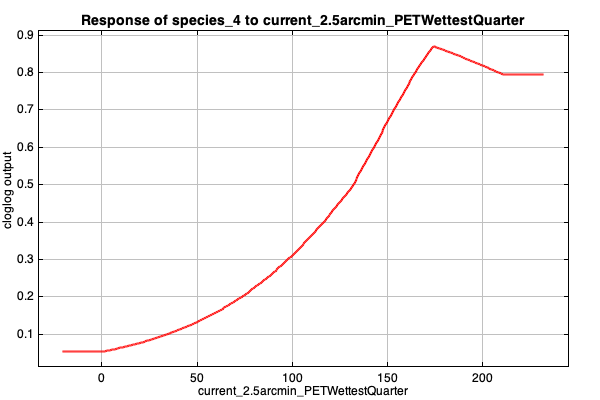 Response of species_4 to current_2.5arcmin_PETWettestQuarter
0.9
0.8
0.7
0.6
0.5
0.4
0.3
0.2
0.1
cloglog output
0 50 100 150 200
current_2.5arcmin_PETWettestQuarter